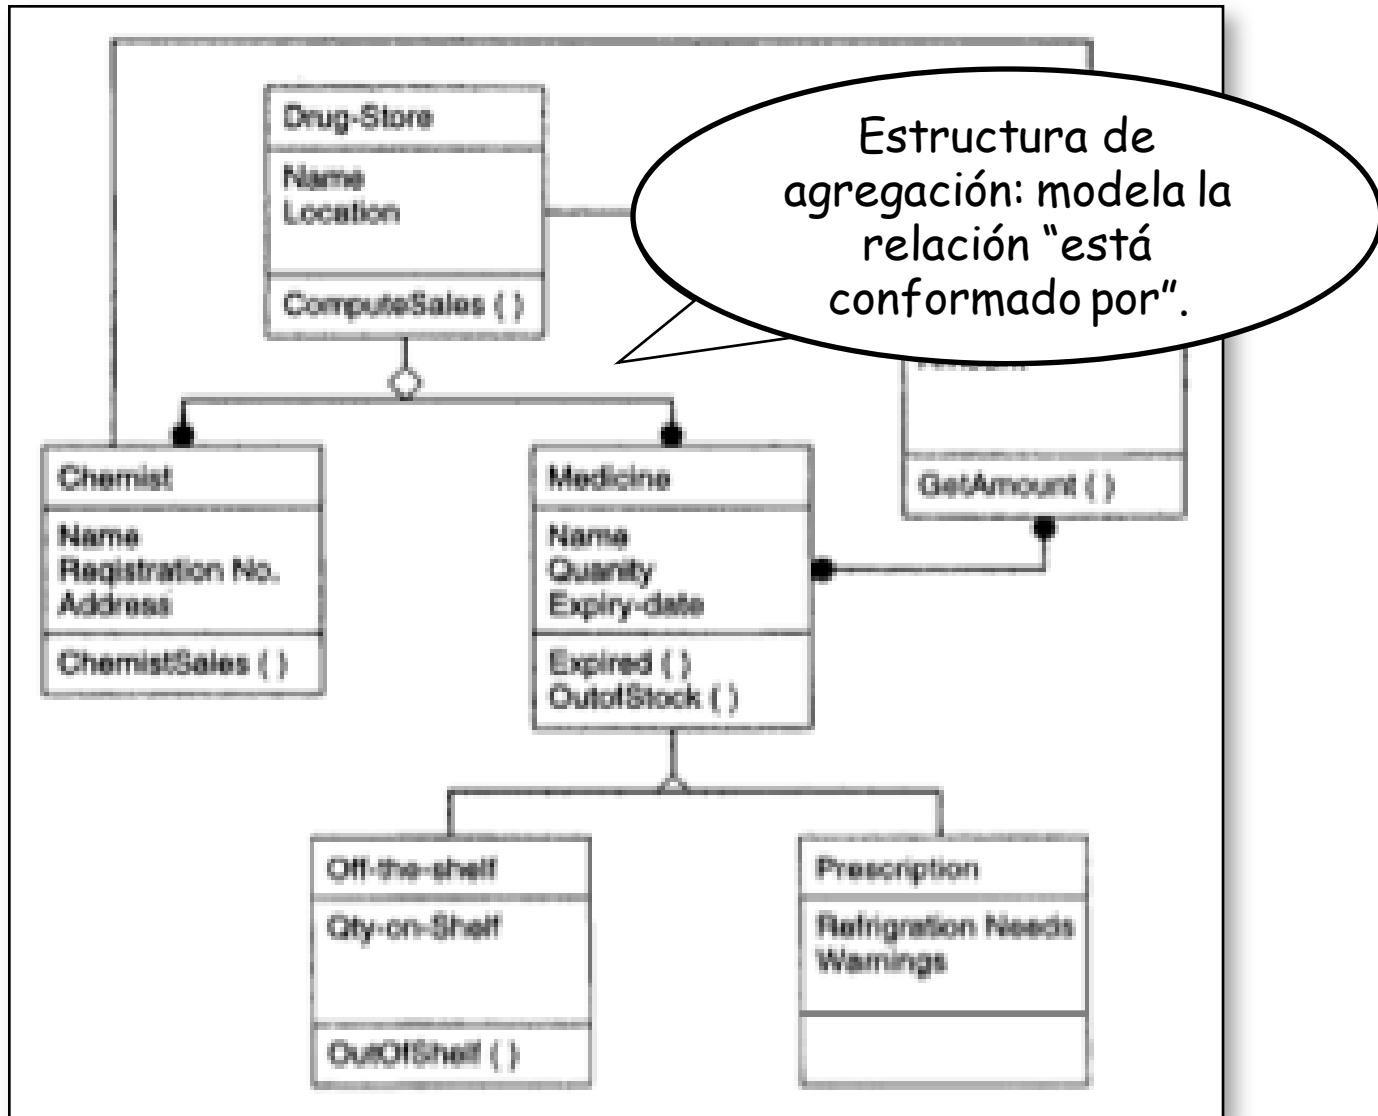 Drug-Store
Name
Location
ComputeSales ( )
Estructura de
agregación: modela la
relación “está
conformado por”.
GetAmount ( )
Chemist
Name
Registration No.
Address
ChemistSales ( )
Medicine
Name
Quanity
Expiry-date
Expired ( )
OutofStock ( )
Off-the-shelf
Qty-on-Shelf
OutOfShelf ( )
Prescription
Refrigration Needs
Warnings